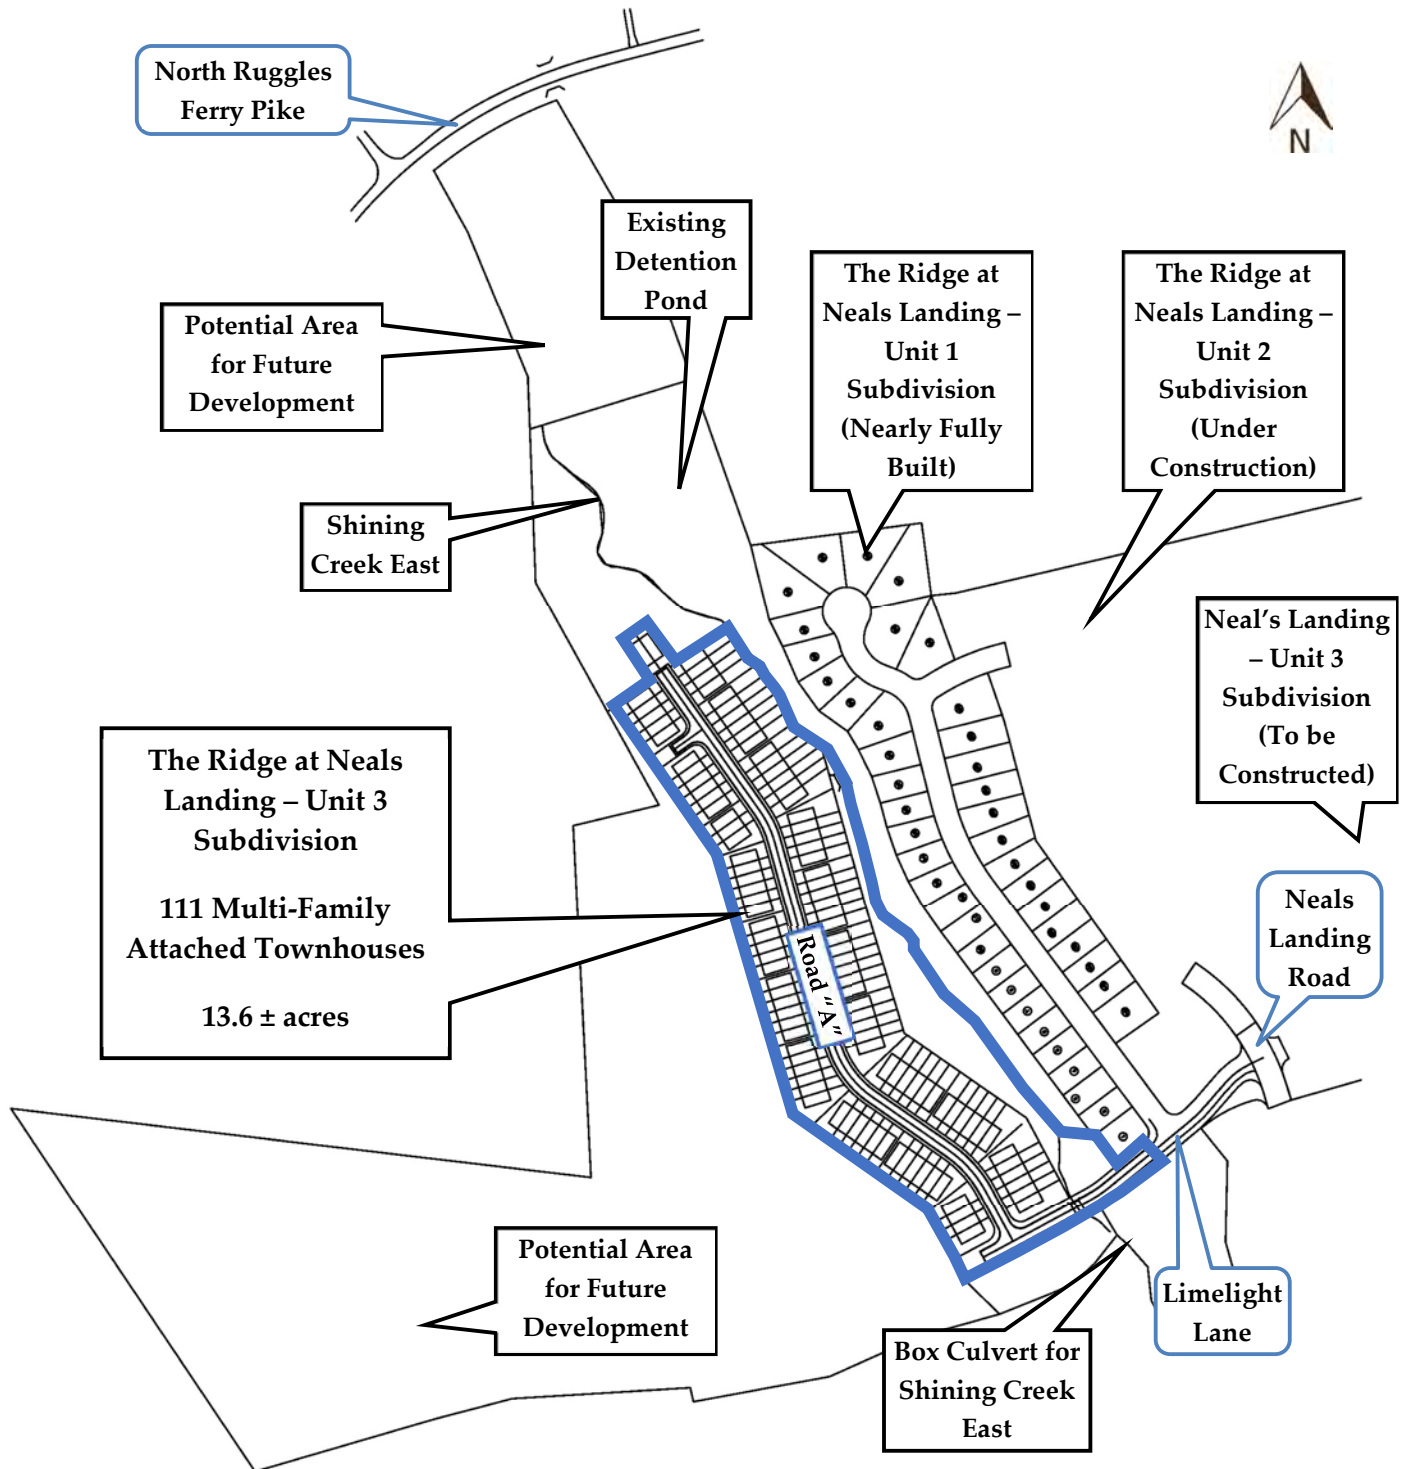 North Ruggles
Ferry Pike
N
Existing
Detention
Pond
The Ridge at
Neals Landing –
Unit 1
Subdivision
(Nearly Fully
Built)
The Ridge at
Neals Landing –
Unit 2
Subdivision
(Under
Construction)
Potential Area
for Future
Development
Shining
Creek East
Neal's Landing
– Unit 3
Subdivision
(To be
Constructed)
The Ridge at Neals
Landing – Unit 3
Subdivision
111 Multi-Family
Attached Townhouses
13.6 ± acres
Neals
Landing
Road
Road "A"
Potential Area
for Future
Development
Limelight
Lane
Box Culvert for
Shining Creek
East